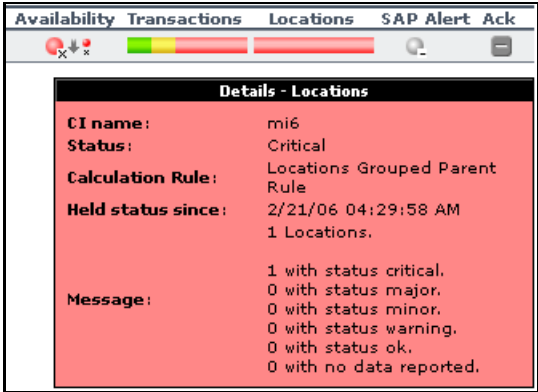 Availability Transactions Locations SAP Alert Ack
Details - Locations
CI name: mi6
Status: Critical
Calculation Rule: Locations Grouped Parent
Rule
Held status since: 2/21/06 04:29:58 AM
1 Locations.
1 with status critical.
0 with status major.
Message: 0 with status minor.
0 with status warning.
0 with status ok.
0 with no data reported.